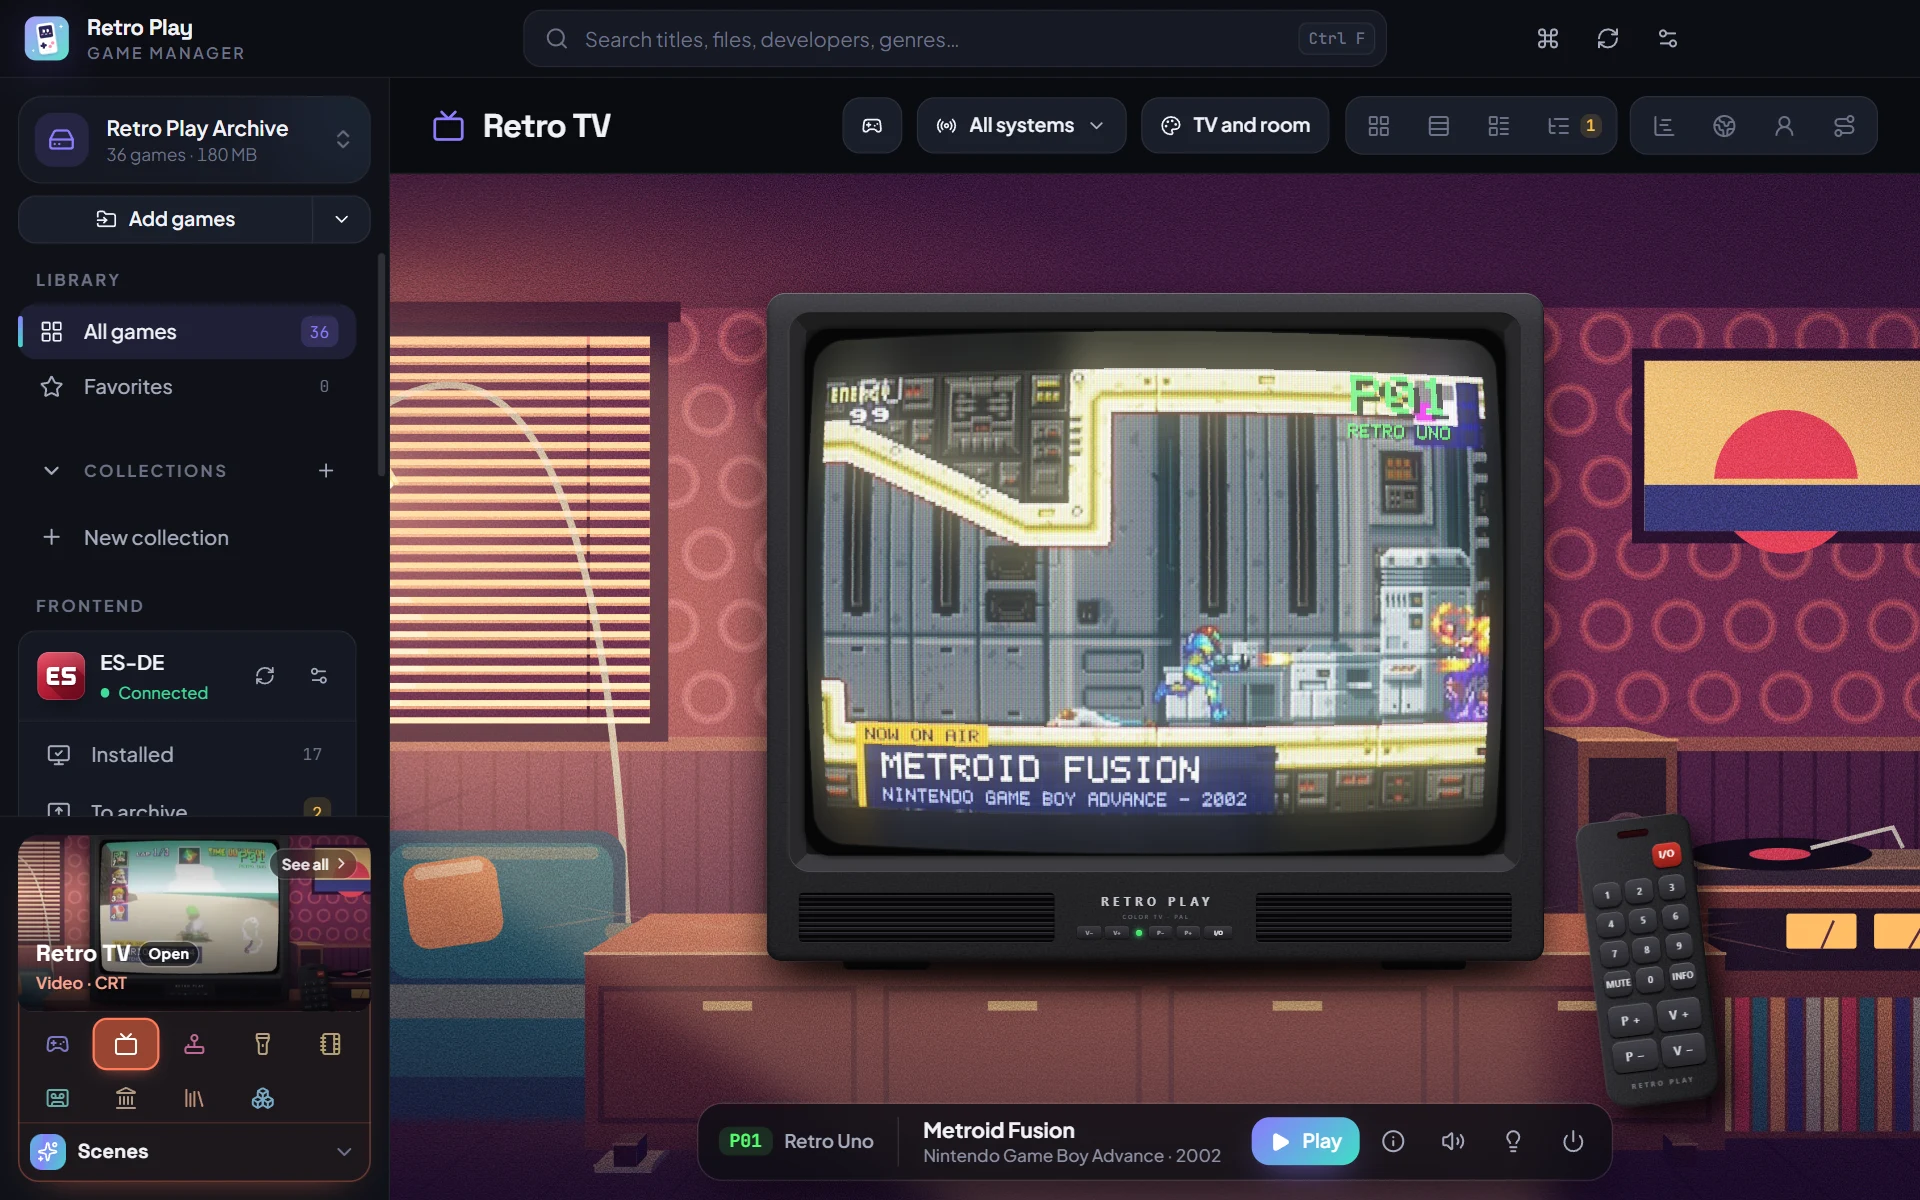 Retro Play
GAME MANAGER
Search titles, files, developers, genres...
Ctrl F
Retro Play Archive
36 games · 180 MB
Add games
LIBRARY
All games
36
Favorites
0
COLLECTIONS
New collection
FRONTEND
ES
ES-DE
Connected
Installed
17
To archive
2
See all
Retro TV
Open
Video · CRT
Scenes
Retro TV
All systems
TV and room
1
ENERGY
99
P01
RETRO UNO
NOW ON AIR
METROID FUSION
NINTENDO GAME BOY ADVANCE - 2002
RETRO PLAY
COLOR TV · PAL
V- V+ P- P+ I/O
I/O
1 2 3
4 5 6
7 8 9
MUTE 0 INFO
P + V +
P - V -
RETRO PLAY
P01
Retro Uno
Metroid Fusion
Nintendo Game Boy Advance · 2002
Play